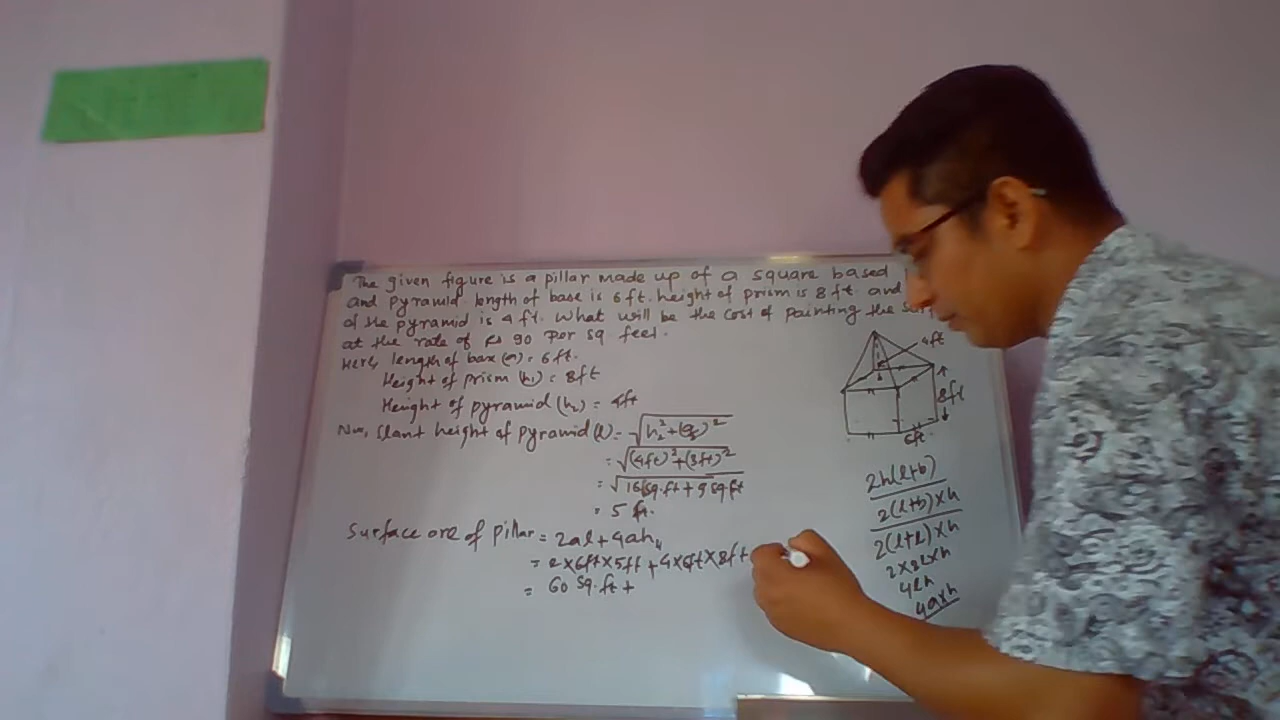 The given figure is a pillar made up of a square based
and pyramid. length of base is 6ft. height of prism is 8ft and
of the pyramid is 4 ft. What will be the cost of painting the
at the rate of Rs 90 Per sq feet.
Here, length of bax (a) = 6ft.
Height of prism (h₁) = 8ft
Height of pyramid (h₂) = 4ft
Now, Slant height of pyramid (l) = √h₂²+(a/2)²
= √(4ft)²+(3ft)²
= √16sq.ft + 9sq.ft
= 5 ft.
Surface are of pillar = 2al + 4ah₁
= 2×6ft×5ft + 4×6ft×8ft
= 60 sq.ft +
4ft
8ft
6ft
2h(l+b)
2(l+b)×h
2(l+l)×h
2×2l×h
4lh
4a×h